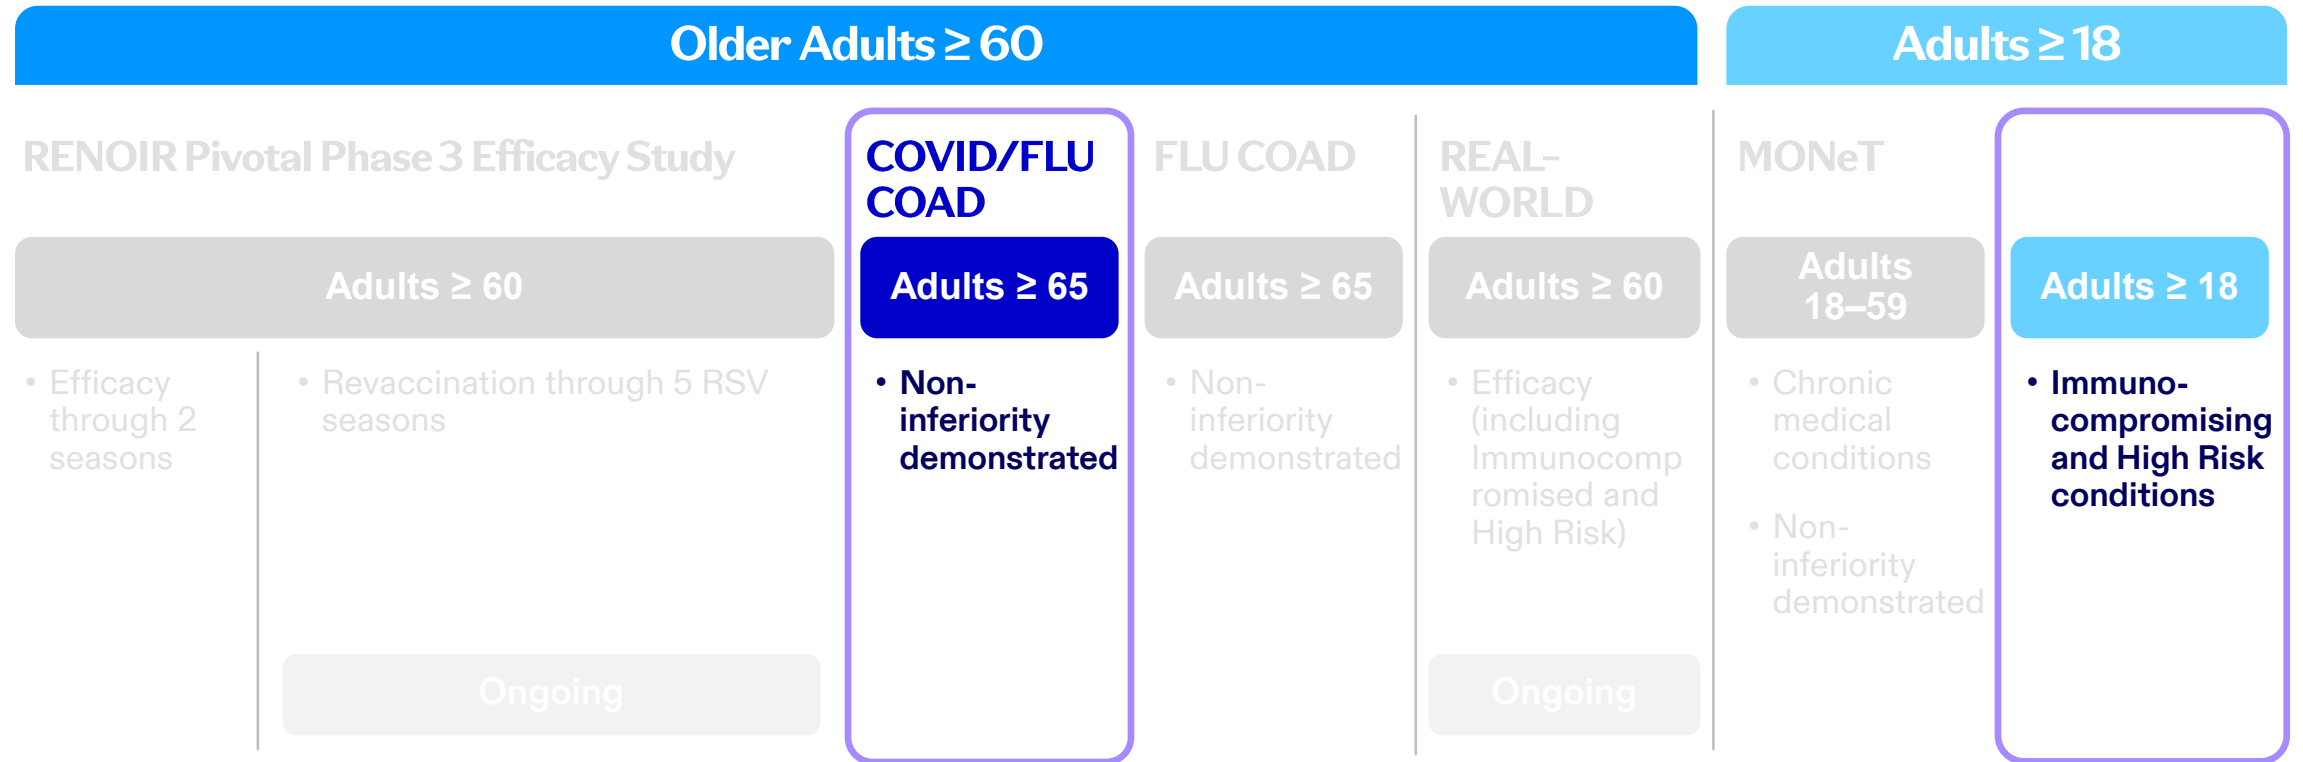 Older Adults ≥ 60
Adults ≥ 18
RENOIR Pivotal Phase 3 Efficacy Study
COVID/FLU
COAD
FLU COAD
REAL-
WORLD
MONeT
Adults ≥ 60
Adults ≥ 65
Adults ≥ 65
Adults ≥ 60
Adults
18–59
Adults ≥ 18
• Efficacy
through 2
seasons
• Revaccination through 5 RSV
seasons
• Non-
inferiority
demonstrated
• Non-
inferiority
demonstrated
• Efficacy
(including
Immunocomp
romised and
High Risk)
• Chronic
medical
conditions
• Non-
inferiority
demonstrated
• Immuno-
compromising
and High Risk
conditions
Ongoing
Ongoing